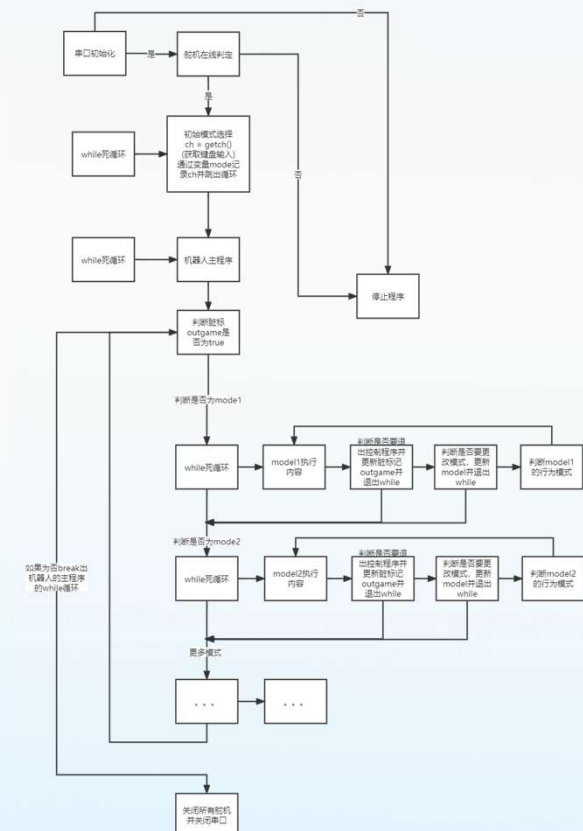 否
串口初始化
是
舵机在线判定
是
初始模式选择
ch = getch()
(获取键盘输入)
通过变量mode记
录ch并跳出循环
while死循环
否
while死循环
机器人主程序
停止程序
判断脏标
outgame是
否为true
判断是否为mode1
while死循环
model1执行
内容
判断是否要退
出控制程序并
更新脏标记
outgame并
退出while
判断是否要更
改模式，更新
model并退出
while
判断model1
的行为模式
判断是否为mode2
while死循环
model2执行
内容
判断是否要退
出控制程序并
更新脏标记
outgame并
退出while
判断是否要更
改模式，更新
model并退出
while
判断model2
的行为模式
如果为否break出
机器人的主程序
的while循环
更多模式
...
...
关闭所有舵机
并关闭串口